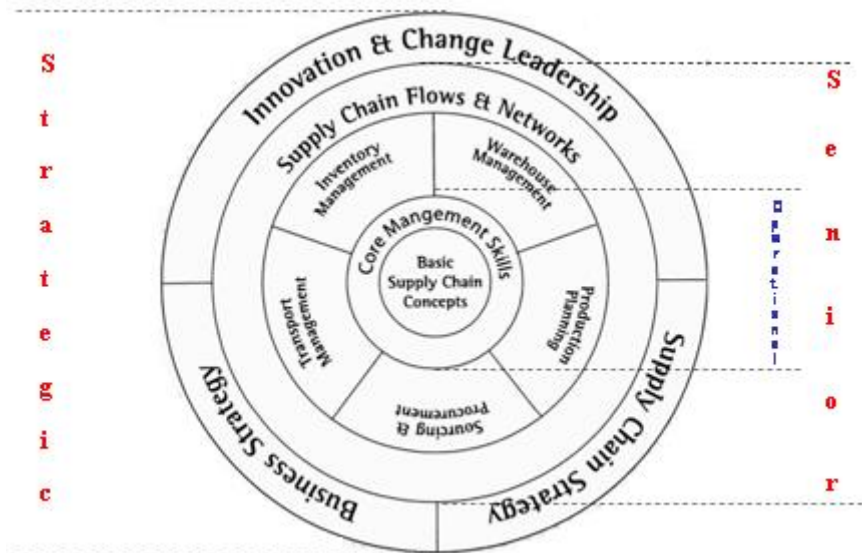 Strategic
Innovation & Change Leadership
Supply Chain Flows & Networks
Inventory
Management
Warehouse
Management
Core Mangement Skills
Basic
Supply Chain
Concepts
Transport
Management
Production
Planning
Sourcing &
Procurement
Business Strategy
Supply Chain Strategy
Operational
Senior